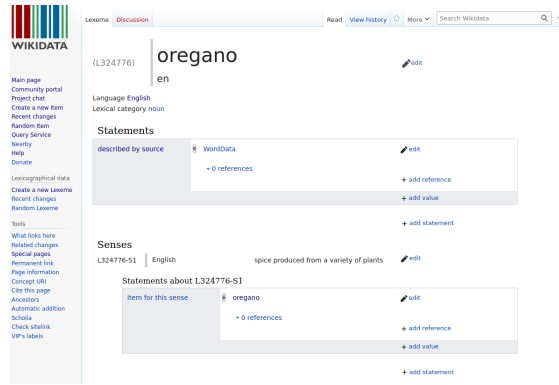 WIKIDATA
Main page
Community portal
Project chat
Create a new Item
Recent changes
Random Item
Query Service
Nearby
Help
Donate
Lexicographical data
Create a new Lexeme
Recent changes
Random Lexeme
Tools
What links here
Related changes
Special pages
Permanent link
Page information
Concept URI
Cite this page
Ancestors
Automatic addition
Scholia
Check sitelink
VIP's labels
Lexeme Discussion Read View history More Search Wikidata
(L324776) oregano edit
en
Language English
Lexical category noun
Statements
described by source WordData edit
0 references
+ add reference
+ add value
+ add statement
Senses
L324776-S1 English spice produced from a variety of plants edit
Statements about L324776-S1
item for this sense oregano edit
0 references
+ add reference
+ add value
+ add statement